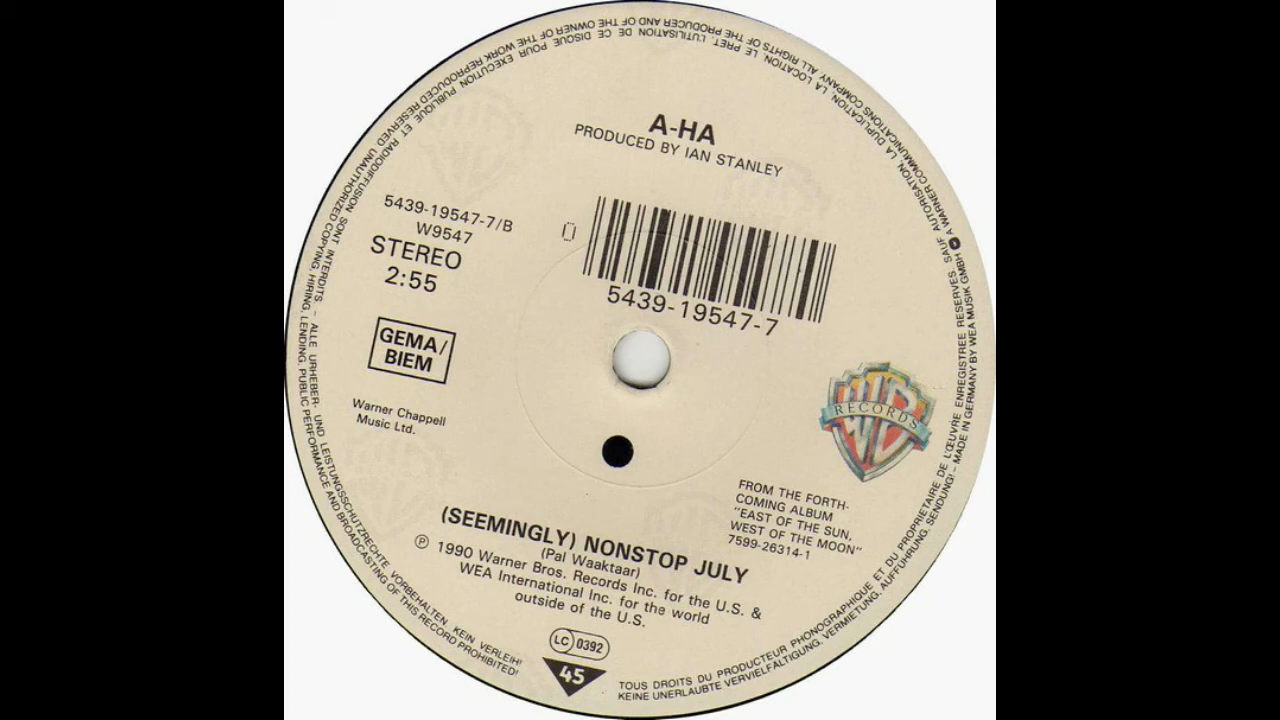 A-HA
PRODUCED BY IAN STANLEY
5439-19547-7/B
W9547
STEREO
2:55
5439-19547-7
GEMA/
BIEM
Warner Chappell
Music Ltd.
WB
RECORDS
FROM THE FORTH-
COMING ALBUM
"EAST OF THE SUN,
WEST OF THE MOON"
7599-26314-1
(SEEMINGLY) NONSTOP JULY
(Pal Waaktaar)
℗ 1990 Warner Bros. Records Inc. for the U.S. &
WEA International Inc. for the world
outside of the U.S.
LC 0392
45
TOUS DROITS DU PRODUCTEUR PHONOGRAPHIQUE ET DU PROPRIETAIRE DE L'ŒUVRE ENREGISTREE RESERVES. SAUF AUTORISATION, LA DUPLICATION, LA LOCATION, LE PRET, L'UTILISATION DE CE DISQUE POUR EXECUTION PUBLIQUE ET RADIODIFFUSION SONT INTERDITS. – ALLE URHEBER- UND LEISTUNGSSCHUTZRECHTE VORBEHALTEN KEIN VERLEIH!
KEINE UNERLAUBTE VERVIELFÄLTIGUNG, VERMIETUNG, AUFFÜHRUNG, SENDUNG! – MADE IN GERMANY BY WEA MUSIK GMBH A WARNER COMMUNICATIONS COMPANY ALL RIGHTS OF THE PRODUCER AND OF THE OWNER OF THE WORK REPRODUCED RESERVED UNAUTHORIZED COPYING, HIRING, LENDING, PUBLIC PERFORMANCE AND BROADCASTING OF THIS RECORD PROHIBITED!